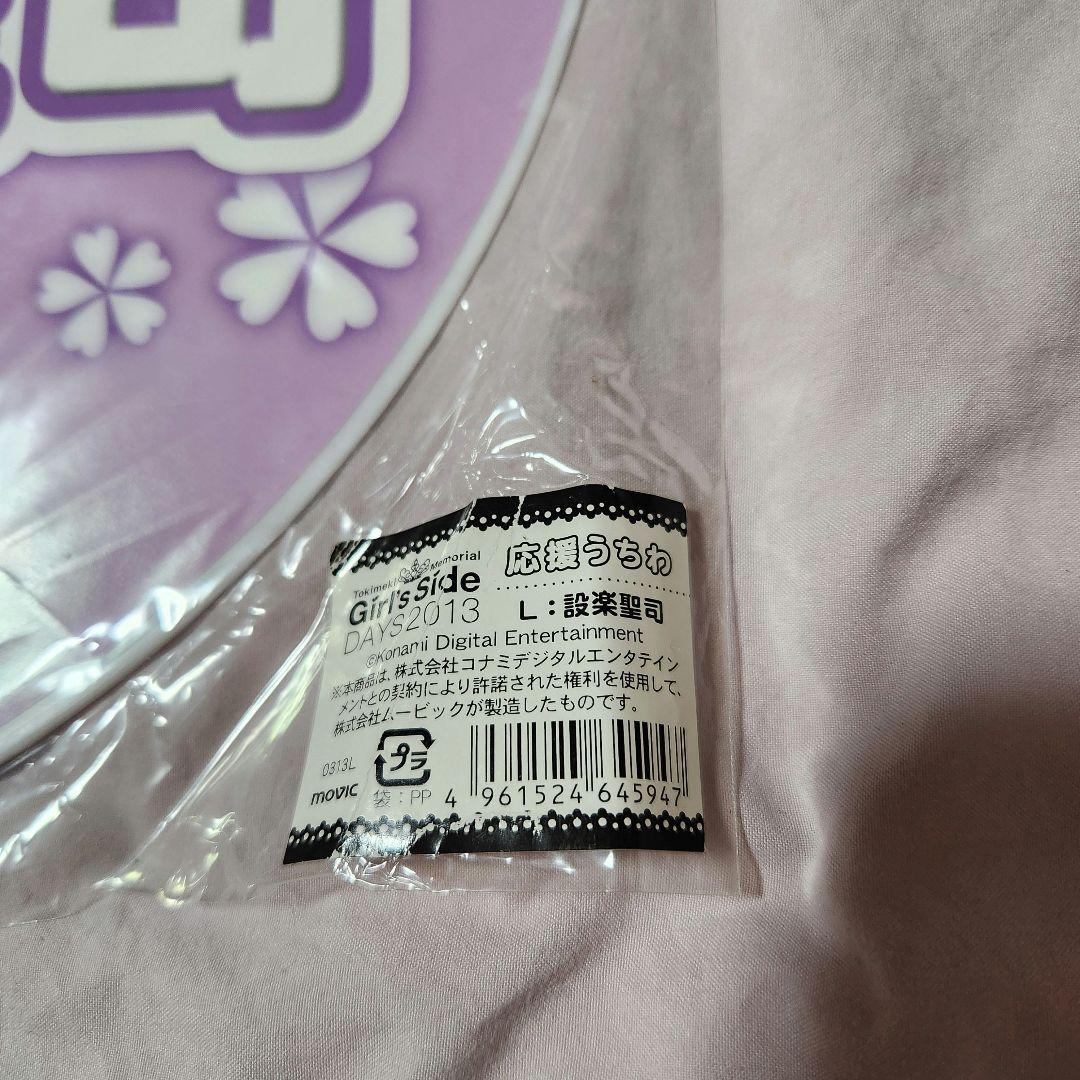 Tokimeki Memorial
Girl's Side
DAYS2013
応援うちわ
L：設楽聖司
©Konami Digital Entertainment
※本商品は、株式会社コナミデジタルエンタテイン
メントとの契約により許諾された権利を使用して、
株式会社ムービックが製造したものです。
0313L
movic
プラ
袋：PP
4 961524 645947